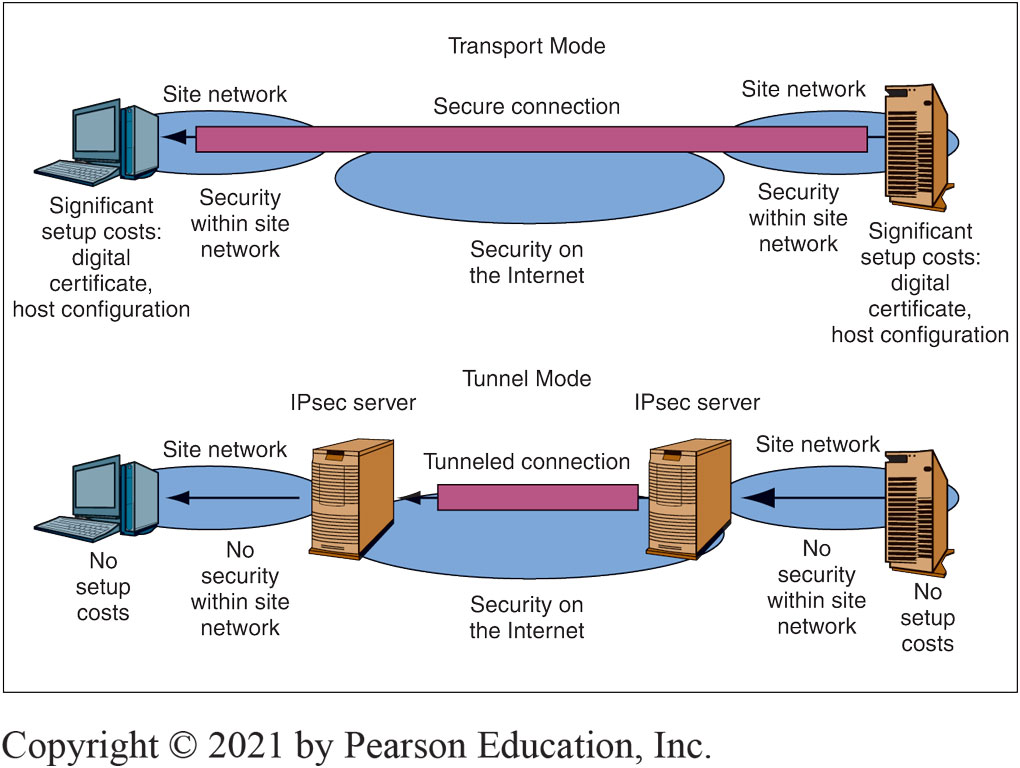 Transport Mode
Site network
Secure connection
Site network
Significant
setup costs:
digital
certificate,
host configuration
Security
within site
network
Security on
the Internet
Security
within site
network
Significant
setup costs:
digital
certificate,
host configuration
Tunnel Mode
IPsec server
IPsec server
Site network
Tunneled connection
Site network
No
setup
costs
No
security
within site
network
Security on
the Internet
No
security
within site
network
No
setup
costs
Copyright © 2021 by Pearson Education, Inc.